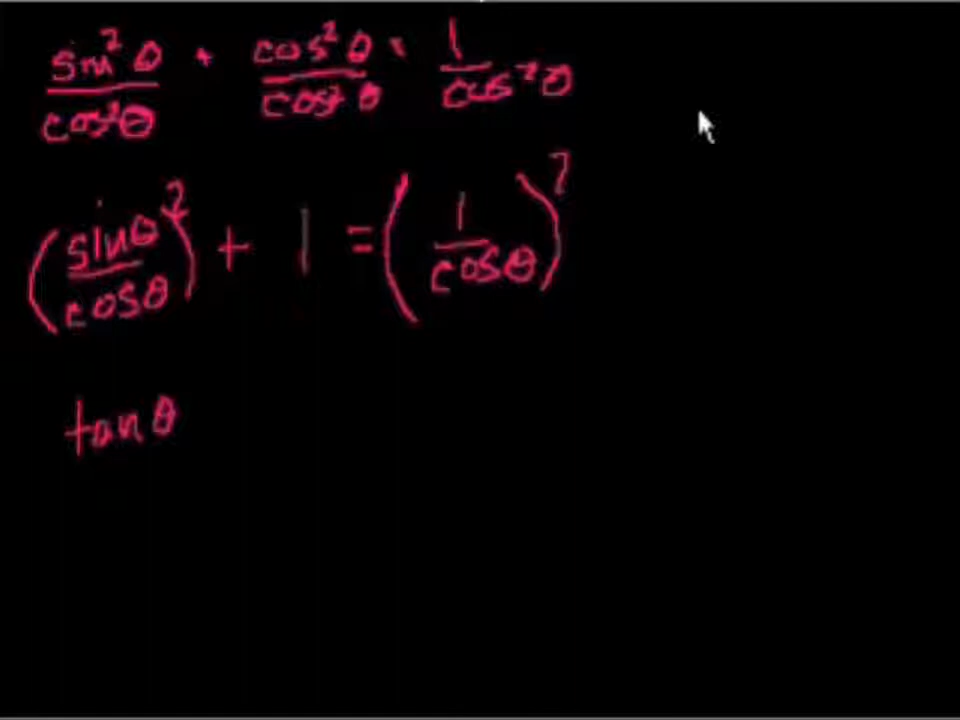 sin²θ/cos²θ + cos²θ/cos²θ = 1/cos²θ
(sinθ/cosθ)² + 1 = (1/cosθ)²
tanθ